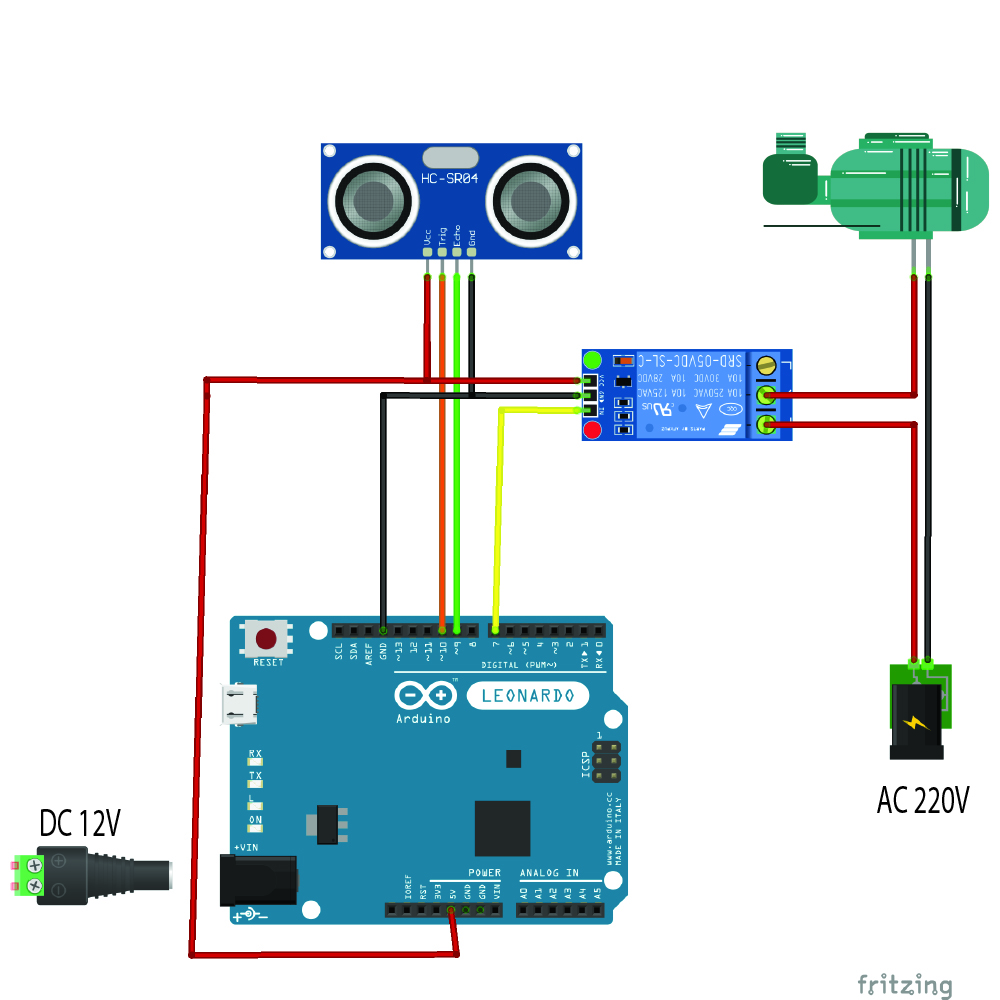 HC-SR04
Vcc
Trig
Echo
Gnd
SRD-05VDC-SL-C
10A 30VDC 10A 28VDC
10A 250VAC 10A 125VAC
VCC GND IN
RESET
SCL
SDA
AREF
GND
~13
12
~11
~10
~9
8
7
~6
~5
4
~3
2
TX▶1
RX◀0
DIGITAL (PWM~)
TM
LEONARDO
Arduino
1
ICSP
RX
TX
L
ON
www.arduino.cc
MADE IN ITALY
AC 220V
DC 12V
+VIN
POWER
ANALOG IN
IOREF
RST
3V3
5V
GND
GND
VIN
A0
A1
A2
A3
A4
A5
fritzing